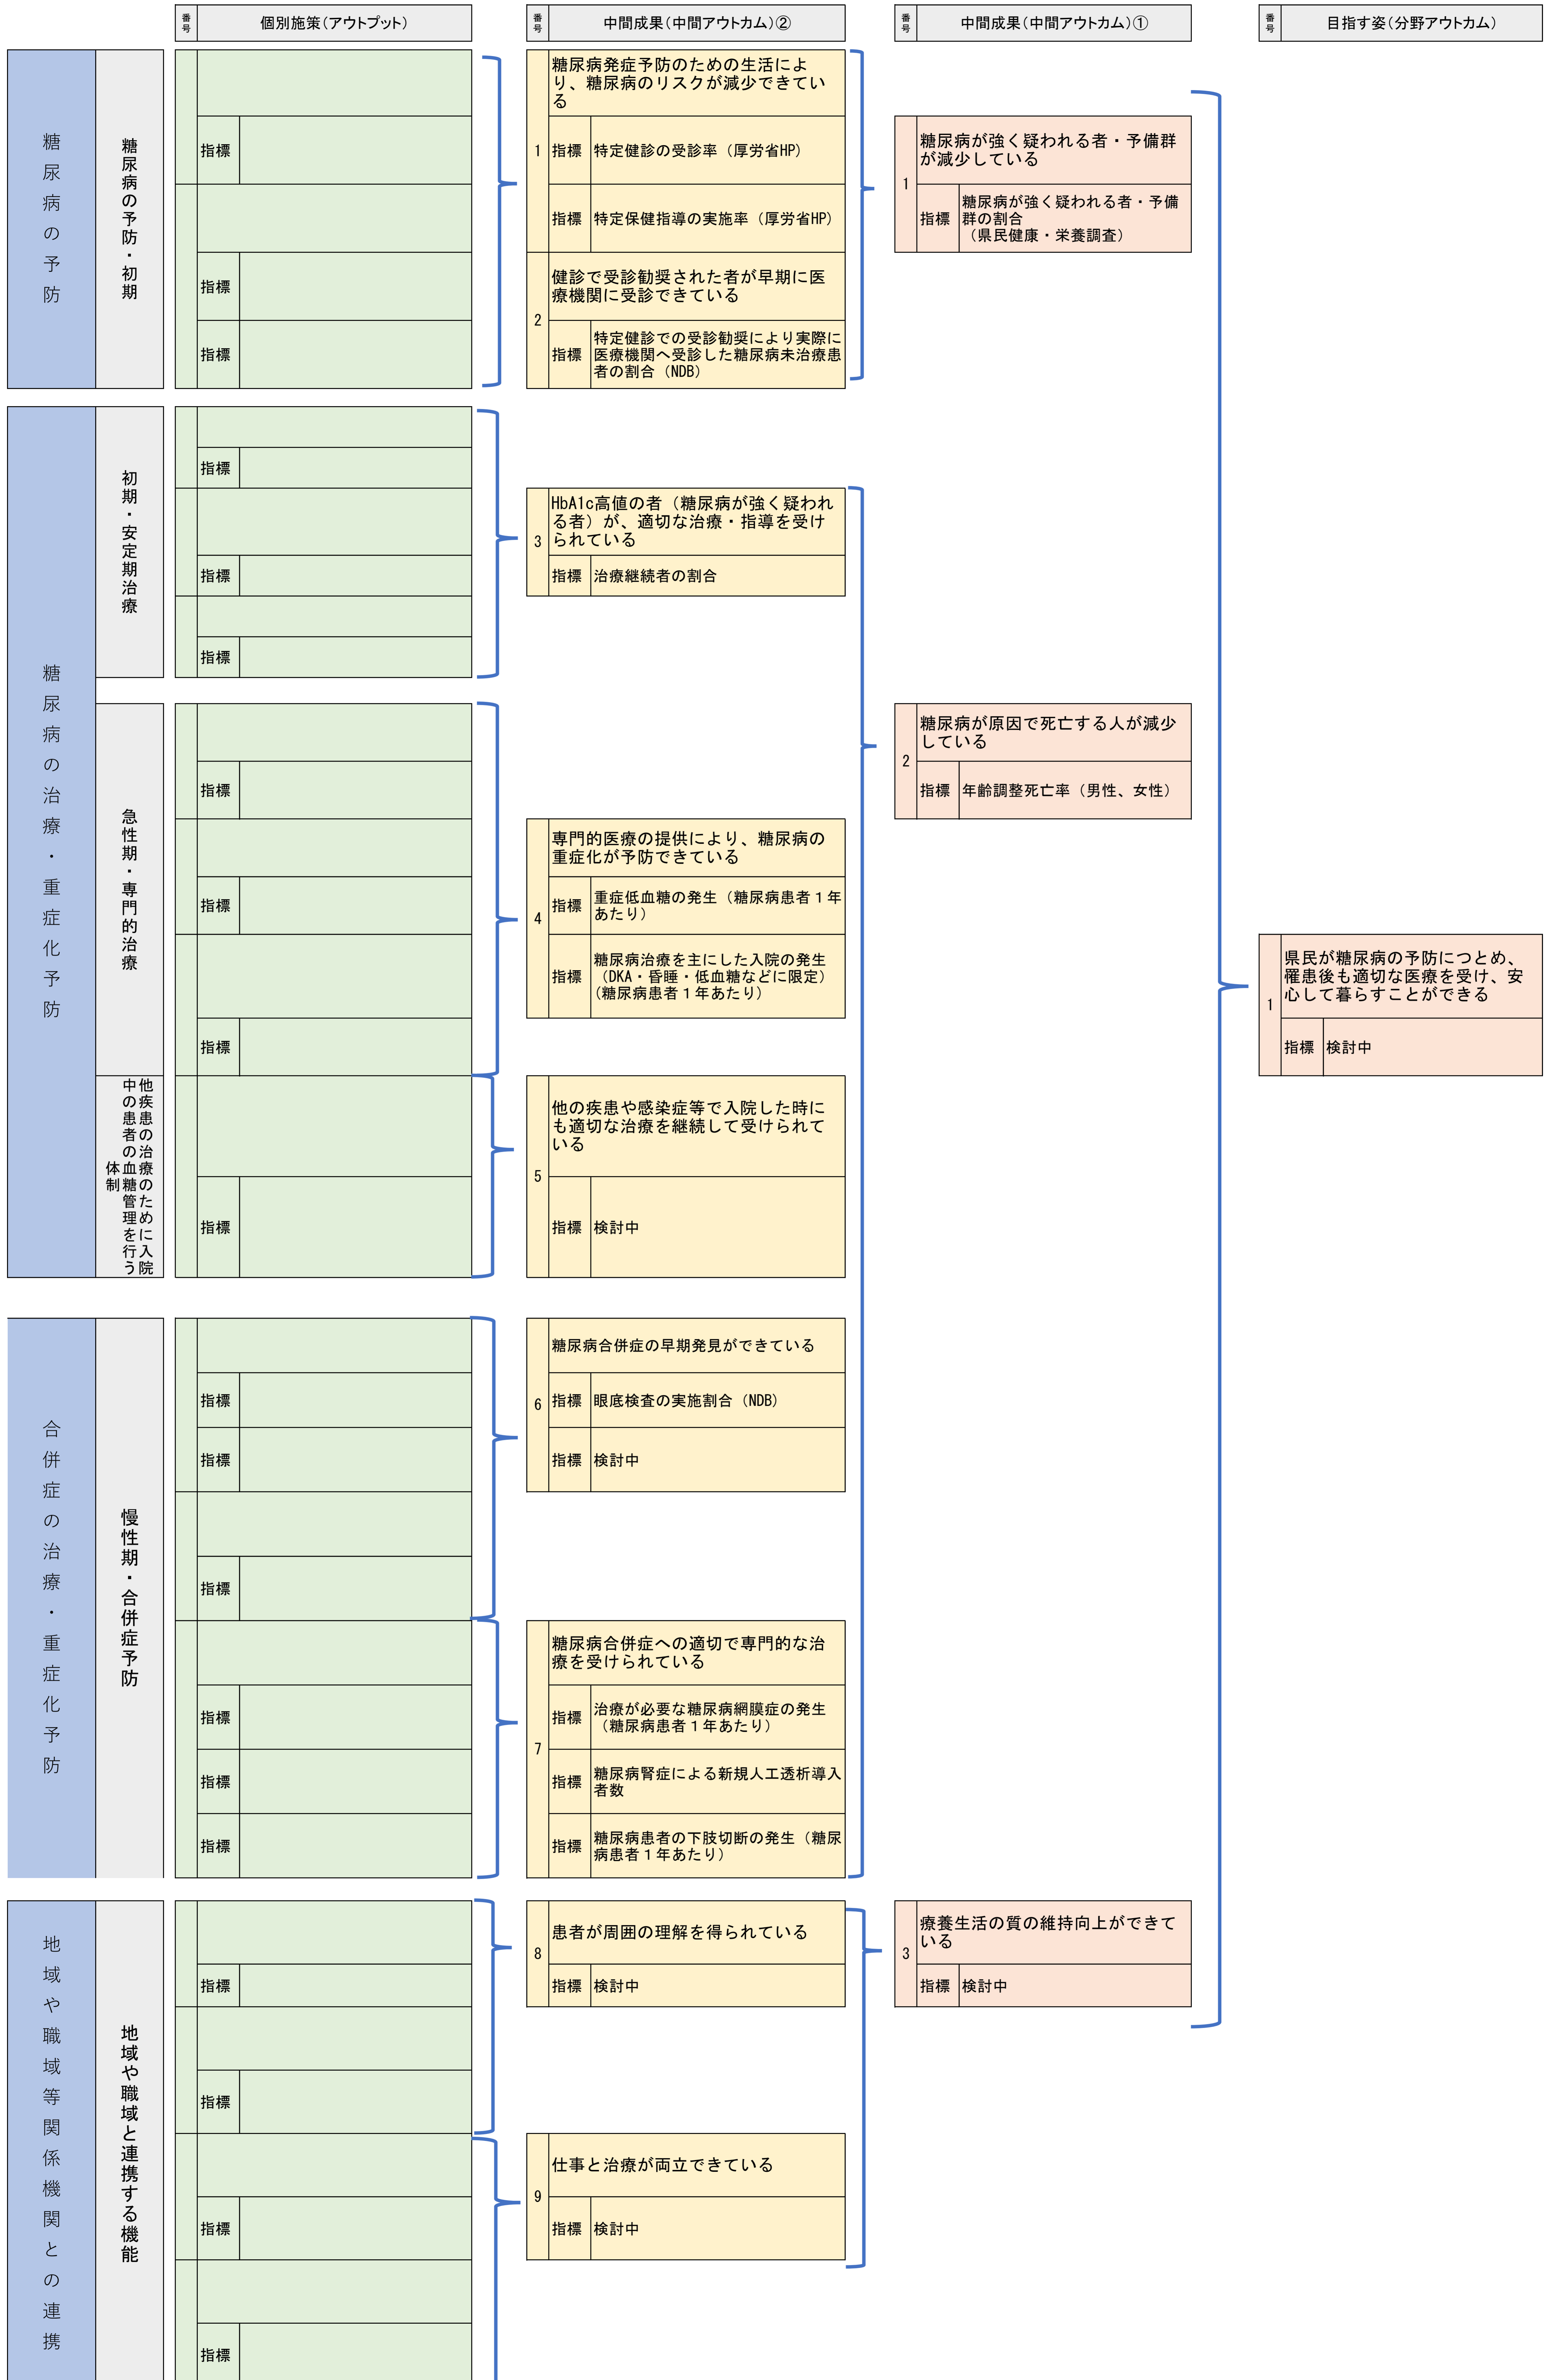 番号
個別施策（アウトプット）
番号
中間成果（中間アウトカム）②
番号
中間成果（中間アウトカム）①
番号
目指す姿（分野アウトカム）
糖尿病の予防
糖尿病の予防・初期
指標
指標
指標
1
糖尿病発症予防のための生活によ
り、糖尿病のリスクが減少できてい
る
指標
特定健診の受診率（厚労省HP）
指標
特定保健指導の実施率（厚労省HP）
2
健診で受診勧奨された者が早期に医
療機関に受診できている
指標
特定健診での受診勧奨により実際に
医療機関へ受診した糖尿病未治療患
者の割合（NDB）
1
糖尿病が強く疑われる者・予備群
が減少している
指標
糖尿病が強く疑われる者・予備
群の割合
（県民健康・栄養調査）
糖尿病の治療・重症化予防
初期・安定期治療
指標
指標
指標
3
HbA1c高値の者（糖尿病が強く疑われ
る者）が、適切な治療・指導を受け
られている
指標
治療継続者の割合
急性期・専門的治療
指標
指標
指標
4
専門的医療の提供により、糖尿病の
重症化が予防できている
指標
重症低血糖の発生（糖尿病患者１年
あたり）
指標
糖尿病治療を主にした入院の発生
（DKA・昏睡・低血糖などに限定）
（糖尿病患者１年あたり）
2
糖尿病が原因で死亡する人が減少
している
指標
年齢調整死亡率（男性、女性）
1
県民が糖尿病の予防につとめ、
罹患後も適切な医療を受け、安
心して暮らすことができる
指標
検討中
他疾患の治療のために入院
中の患者の血糖管理を行う
体制
指標
5
他の疾患や感染症等で入院した時に
も適切な治療を継続して受けられて
いる
指標
検討中
合併症の治療・重症化予防
慢性期・合併症予防
指標
指標
指標
指標
指標
指標
6
糖尿病合併症の早期発見ができている
指標
眼底検査の実施割合（NDB）
指標
検討中
7
糖尿病合併症への適切で専門的な治
療を受けられている
指標
治療が必要な糖尿病網膜症の発生
（糖尿病患者１年あたり）
指標
糖尿病腎症による新規人工透析導入
者数
指標
糖尿病患者の下肢切断の発生（糖尿
病患者１年あたり）
地域や職域等関係機関との連携
地域や職域と連携する機能
指標
指標
指標
指標
8
患者が周囲の理解を得られている
指標
検討中
9
仕事と治療が両立できている
指標
検討中
3
療養生活の質の維持向上ができて
いる
指標
検討中